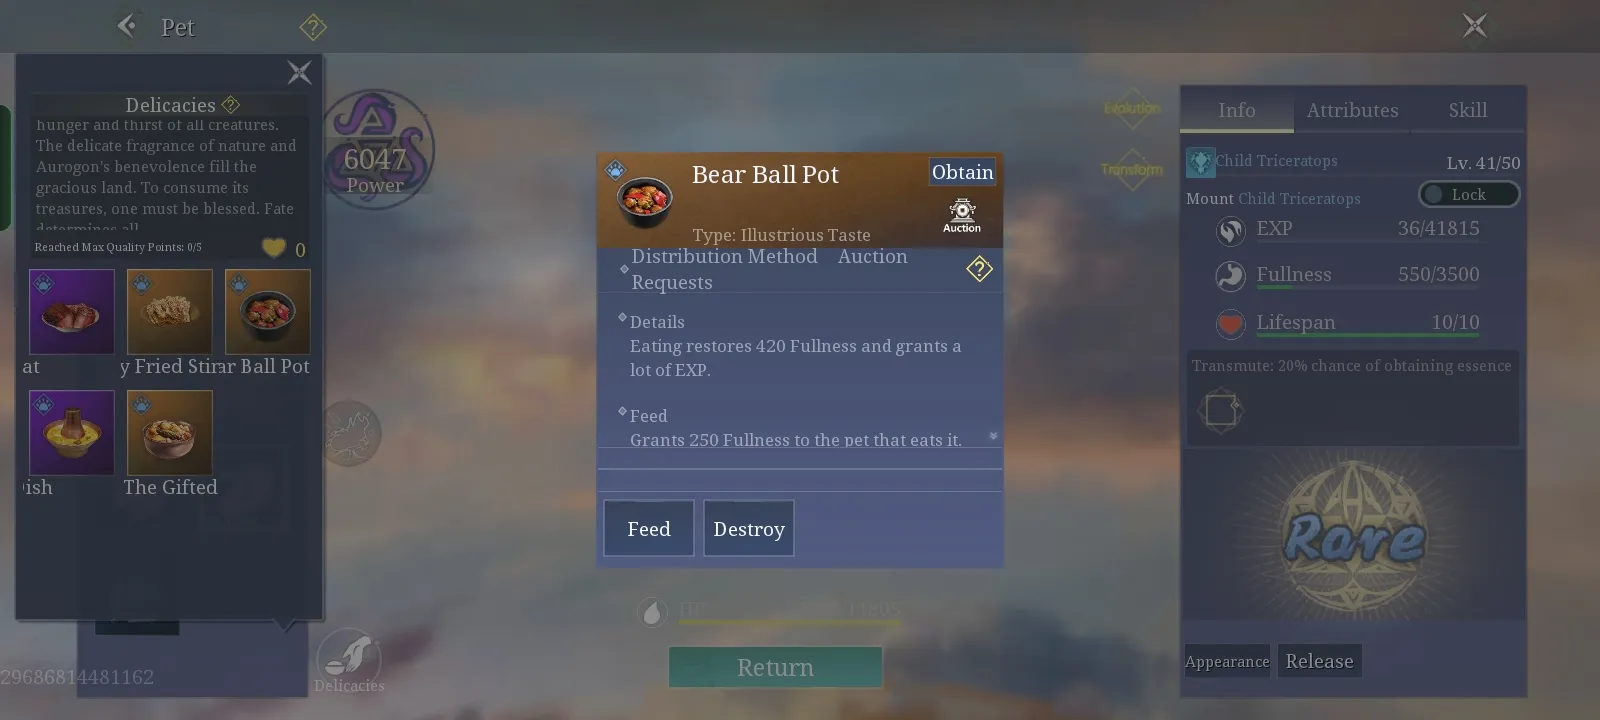 Pet
Delicacies
hunger and thirst of all creatures.
The delicate fragrance of nature and
Aurogon's benevolence fill the
gracious land. To consume its
treasures, one must be blessed. Fate
determines all
Reached Max Quality Points: 0/5
0
at
y Fried Stir
ar Ball Pot
ish
The Gifted
6047
Power
29686814481162
Delicacies
Bear Ball Pot
Obtain
Auction
Type: Illustrious Taste
Distribution Method Auction
Requests
Details
Eating restores 420 Fullness and grants a
lot of EXP.
Feed
Grants 250 Fullness to the pet that eats it.
Feed
Destroy
HP 11805
Return
Evolution
Transform
Info
Attributes
Skill
Child Triceratops
Lv. 41/50
Mount Child Triceratops
Lock
EXP 36/41815
Fullness 550/3500
Lifespan 10/10
Transmute: 20% chance of obtaining essence
Rare
Appearance
Release